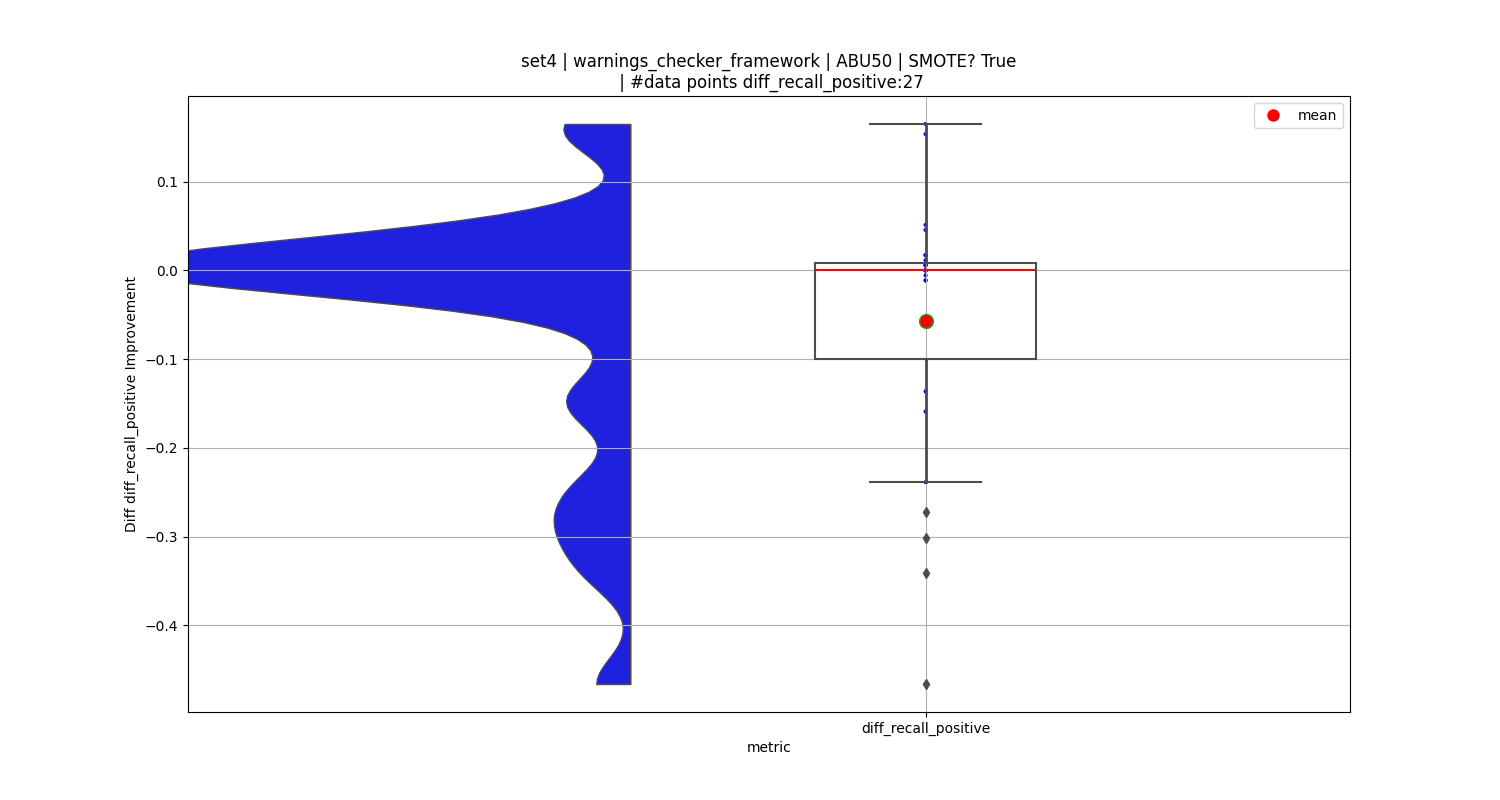 set4 | warnings_checker_framework | ABU50 | SMOTE? True
| #data points diff_recall_positive:27
mean
0.1
0.0
−0.1
−0.2
−0.3
−0.4
Diff diff_recall_positive Improvement
diff_recall_positive
metric